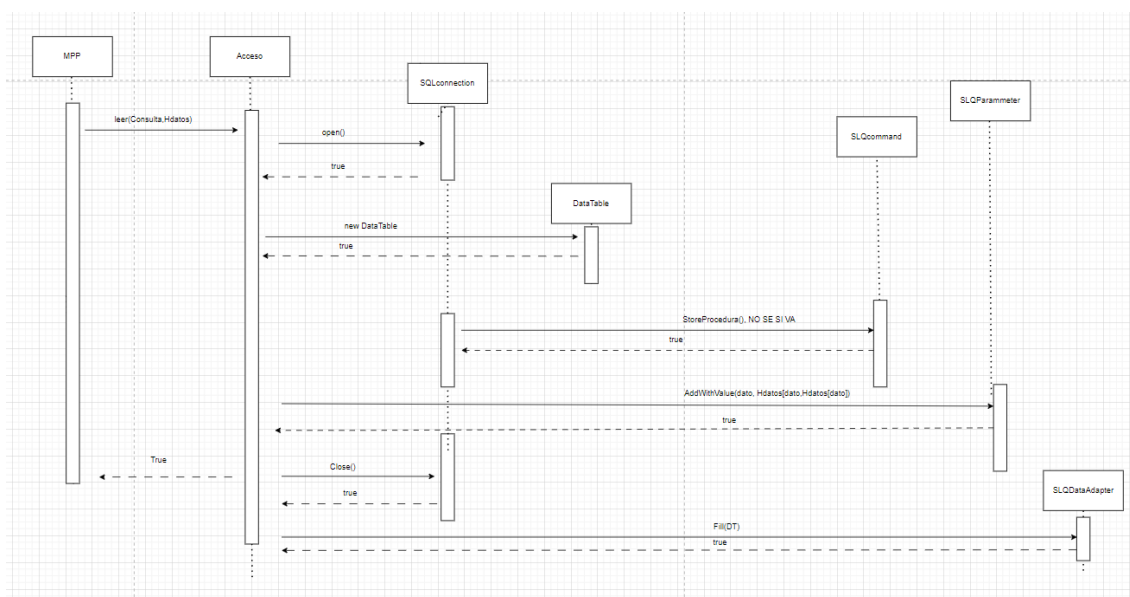 MPP
Acceso
SQLconnection
SLQParammeter
leer(Consulta,Hdatos)
open()
SLQcommand
true
DataTable
new DataTable
true
StoreProcedura(), NO SE SI VA
true
AddWithValue(dato, Hdatos[dato,Hdatos[dato])
true
True
Close()
true
SLQDataAdapter
Fill(DT)
true